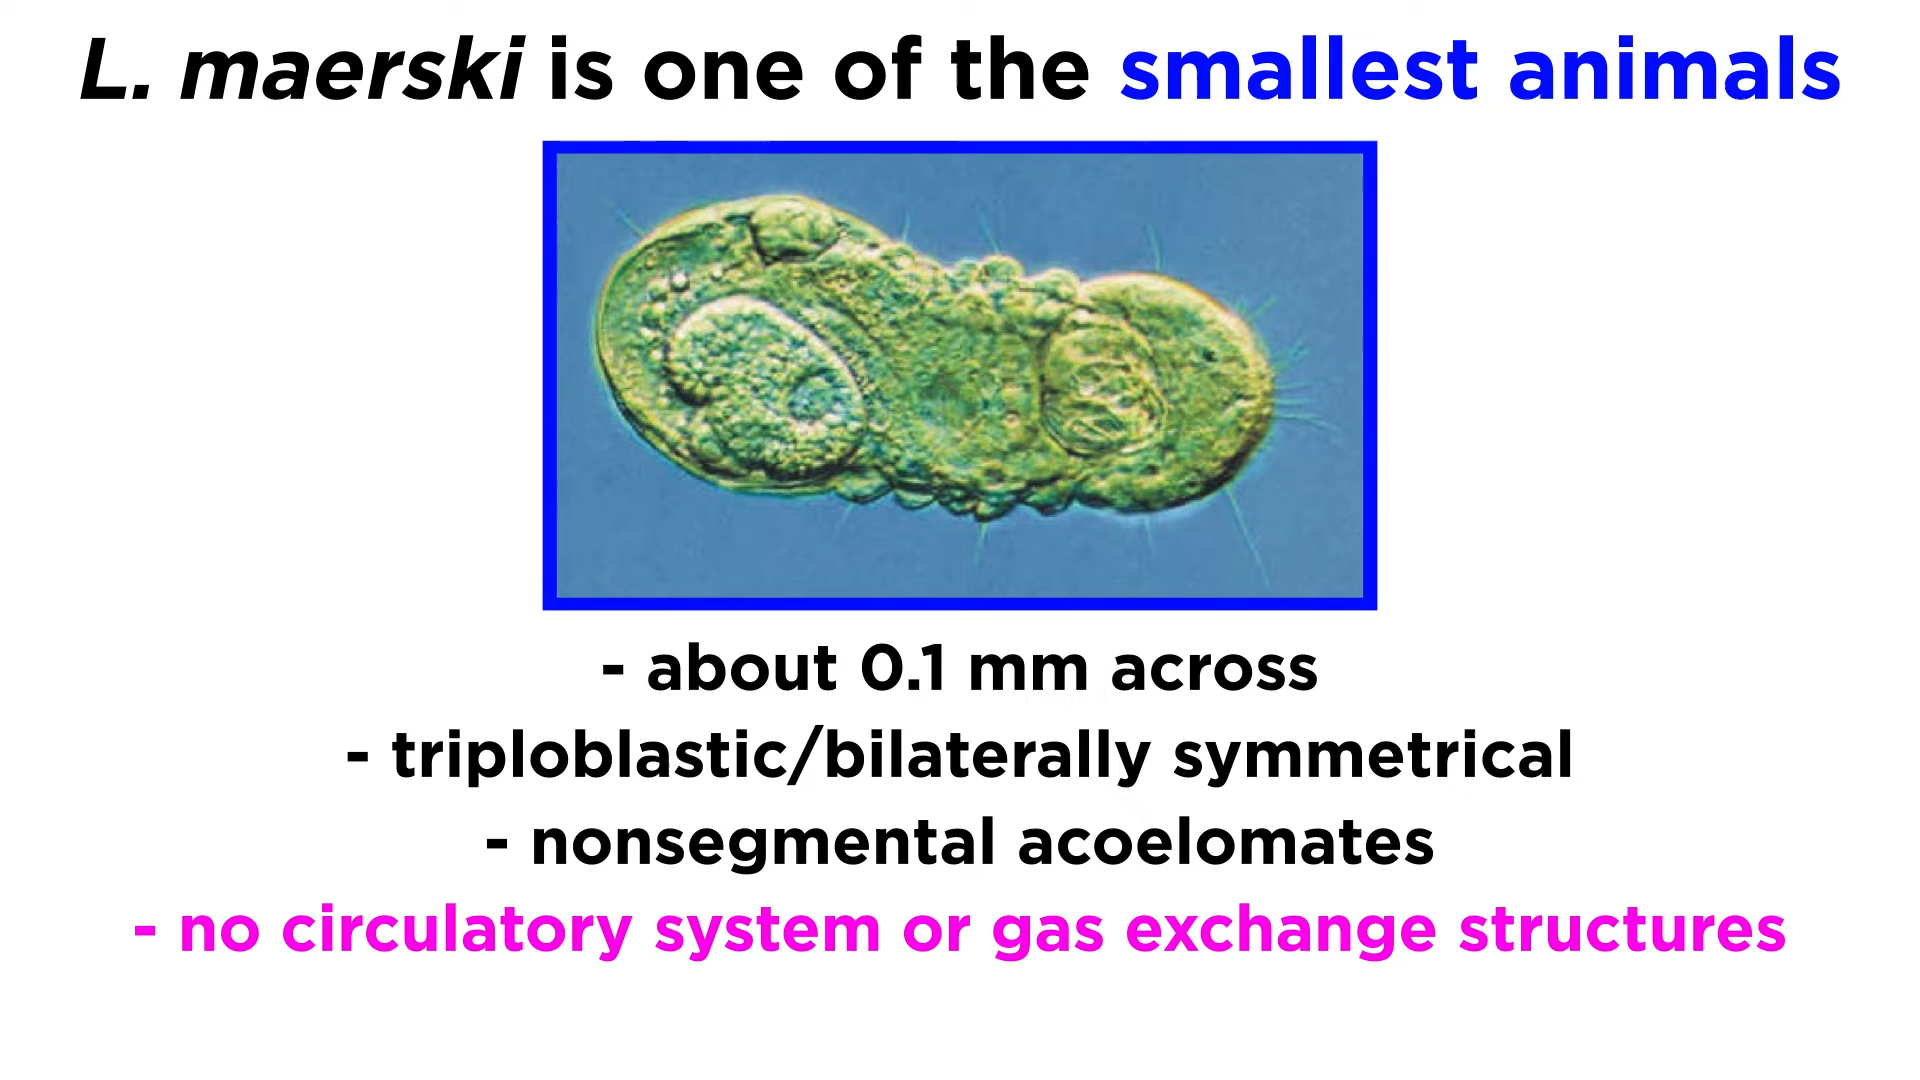 L. maerski is one of the smallest animals
- about 0.1 mm across
- triploblastic/bilaterally symmetrical
- nonsegmental acoelomates
- no circulatory system or gas exchange structures